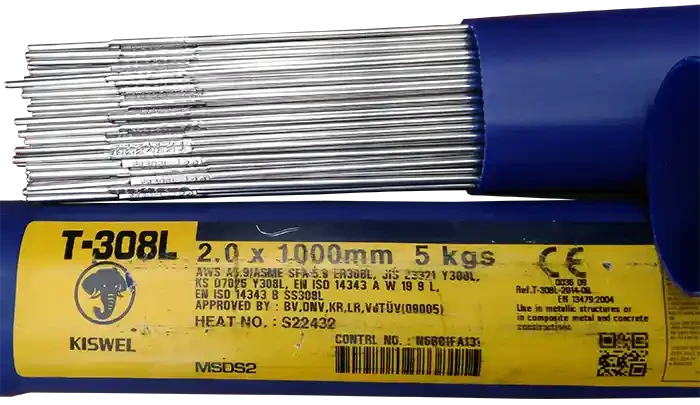 T-308L
2.0 x 1000mm 5 kgs
AWS A5.9/ASME SFA-5.9 ER308L, JIS Z3321 Y308L,
KS D7026 Y308L, EN ISO 14343 A W 19 9 L,
EN ISO 14343 B SS308L
APPROVED BY : BV,DNV,KR,LR,VdTÜV(09005)
HEAT NO. : S22432
KISWEL
MSDS2
CONTRL NO. :
CE
0036 09
Ref.T-308L-2014-08
EN 13479:2004
Use in metallic structures or
in composite metal and concrete
constructions